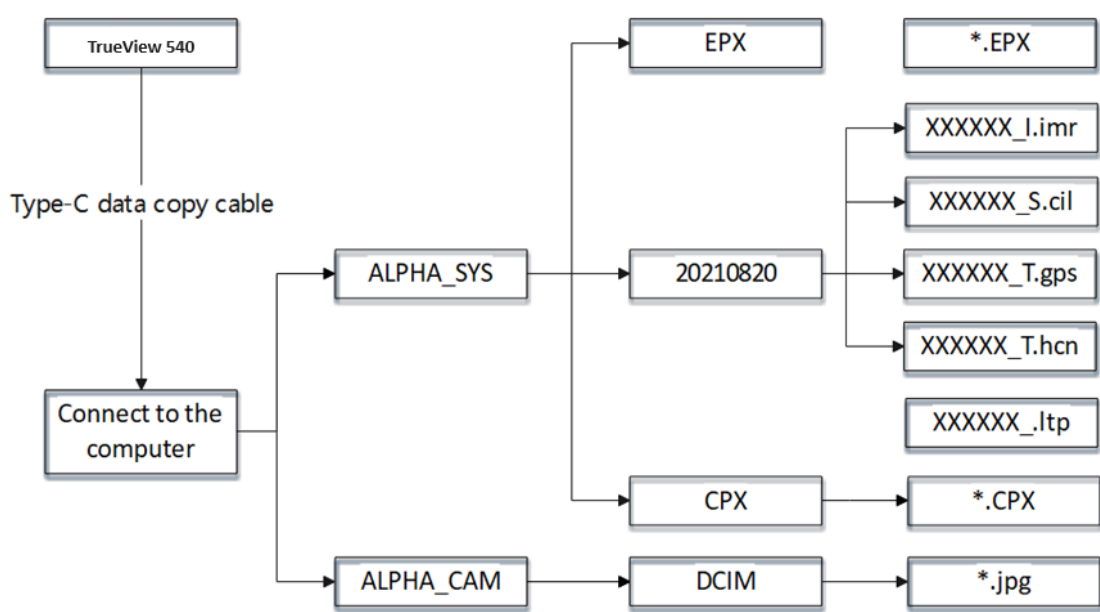 TrueView 540
EPX
*.EPX
XXXXXX_I.imr
Type-C data copy cable
XXXXXX_S.cil
ALPHA_SYS
20210820
XXXXXX_T.gps
XXXXXX_T.hcn
Connect to the
computer
XXXXXX_.ltp
CPX
*.CPX
ALPHA_CAM
DCIM
*.jpg